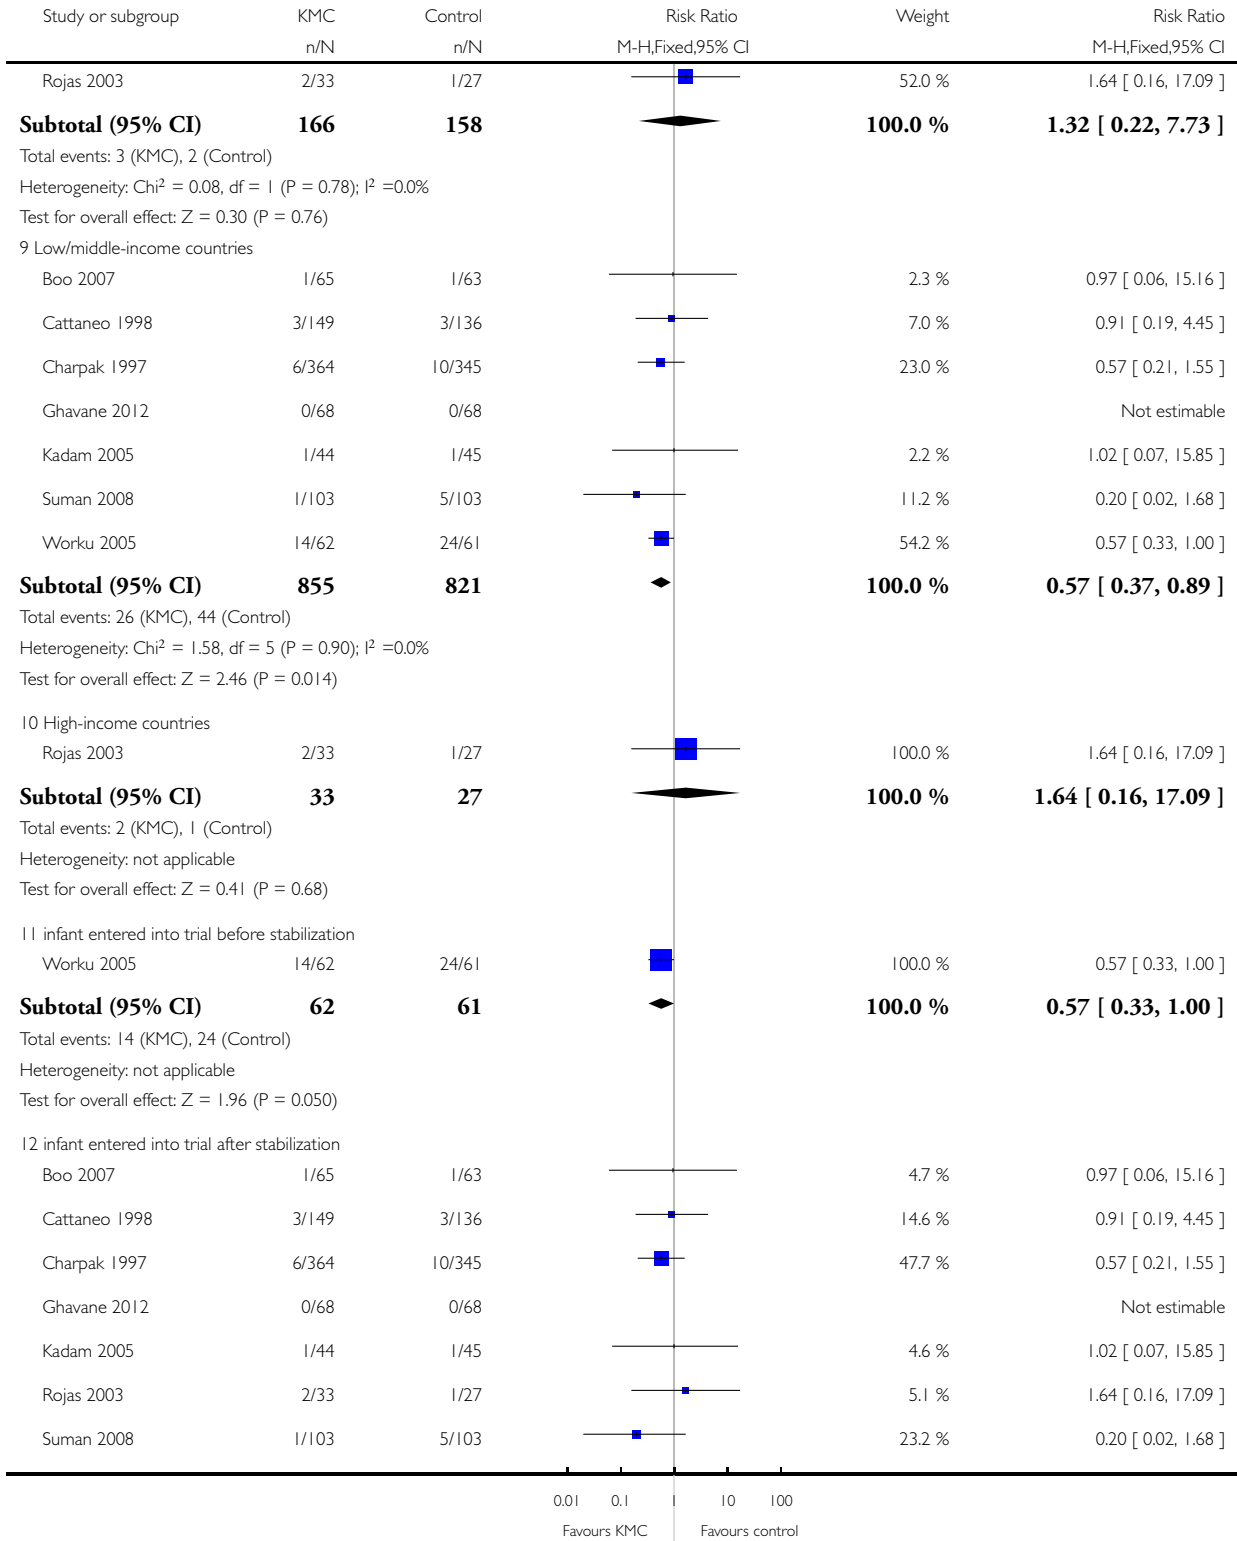 Study or subgroup KMC Control Risk Ratio Weight Risk Ratio
n/N n/N M-H,Fixed,95% CI M-H,Fixed,95% CI
Rojas 2003 2/33 1/27 52.0 % 1.64 [ 0.16, 17.09 ]
Subtotal (95% CI) 166 158 100.0 % 1.32 [ 0.22, 7.73 ]
Total events: 3 (KMC), 2 (Control)
Heterogeneity: Chi² = 0.08, df = 1 (P = 0.78); I² =0.0%
Test for overall effect: Z = 0.30 (P = 0.76)
9 Low/middle-income countries
Boo 2007 1/65 1/63 2.3 % 0.97 [ 0.06, 15.16 ]
Cattaneo 1998 3/149 3/136 7.0 % 0.91 [ 0.19, 4.45 ]
Charpak 1997 6/364 10/345 23.0 % 0.57 [ 0.21, 1.55 ]
Ghavane 2012 0/68 0/68 Not estimable
Kadam 2005 1/44 1/45 2.2 % 1.02 [ 0.07, 15.85 ]
Suman 2008 1/103 5/103 11.2 % 0.20 [ 0.02, 1.68 ]
Worku 2005 14/62 24/61 54.2 % 0.57 [ 0.33, 1.00 ]
Subtotal (95% CI) 855 821 100.0 % 0.57 [ 0.37, 0.89 ]
Total events: 26 (KMC), 44 (Control)
Heterogeneity: Chi² = 1.58, df = 5 (P = 0.90); I² =0.0%
Test for overall effect: Z = 2.46 (P = 0.014)
10 High-income countries
Rojas 2003 2/33 1/27 100.0 % 1.64 [ 0.16, 17.09 ]
Subtotal (95% CI) 33 27 100.0 % 1.64 [ 0.16, 17.09 ]
Total events: 2 (KMC), 1 (Control)
Heterogeneity: not applicable
Test for overall effect: Z = 0.41 (P = 0.68)
11 infant entered into trial before stabilization
Worku 2005 14/62 24/61 100.0 % 0.57 [ 0.33, 1.00 ]
Subtotal (95% CI) 62 61 100.0 % 0.57 [ 0.33, 1.00 ]
Total events: 14 (KMC), 24 (Control)
Heterogeneity: not applicable
Test for overall effect: Z = 1.96 (P = 0.050)
12 infant entered into trial after stabilization
Boo 2007 1/65 1/63 4.7 % 0.97 [ 0.06, 15.16 ]
Cattaneo 1998 3/149 3/136 14.6 % 0.91 [ 0.19, 4.45 ]
Charpak 1997 6/364 10/345 47.7 % 0.57 [ 0.21, 1.55 ]
Ghavane 2012 0/68 0/68 Not estimable
Kadam 2005 1/44 1/45 4.6 % 1.02 [ 0.07, 15.85 ]
Rojas 2003 2/33 1/27 5.1 % 1.64 [ 0.16, 17.09 ]
Suman 2008 1/103 5/103 23.2 % 0.20 [ 0.02, 1.68 ]
0.01 0.1 1 10 100
Favours KMC Favours control